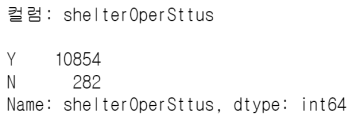 컬럼: shelterOperSttus
Y    10854
N      282
Name: shelterOperSttus, dtype: int64